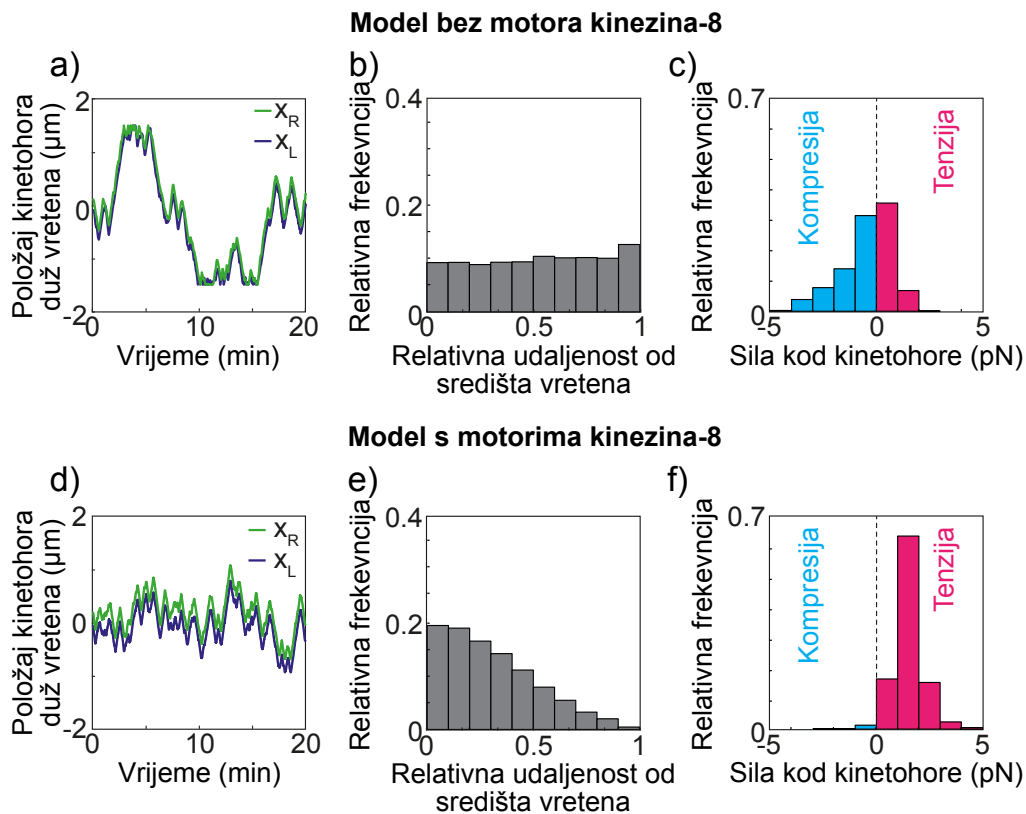 Model bez motora kinezina-8
a)
Položaj kinetohora
duž vretena (μm)
2
0
-2
x_R
x_L
0
10
20
Vrijeme (min)
b)
Relativna frekevncija
0.4
0.2
0
0
0.5
1
Relativna udaljenost od
središta vretena
c)
Relativna frekevncija
0.7
0
Kompresija
Tenzija
-5
0
5
Sila kod kinetohore (pN)
Model s motorima kinezina-8
d)
Položaj kinetohora
duž vretena (μm)
2
0
-2
x_R
x_L
0
10
20
Vrijeme (min)
e)
Relativna frekevncija
0.4
0.2
0
0
0.5
1
Relativna udaljenost od
središta vretena
f)
Relativna frekevncija
0.7
0
Kompresija
Tenzija
-5
0
5
Sila kod kinetohore (pN)